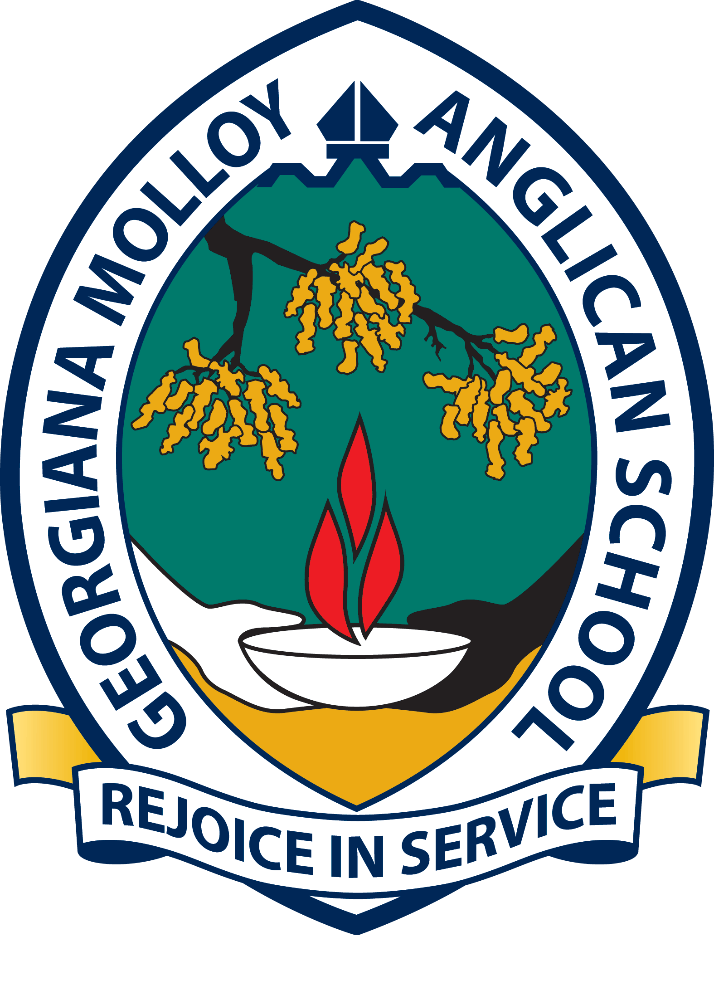 GEORGIANA MOLLOY ANGLICAN SCHOOL
REJOICE IN SERVICE